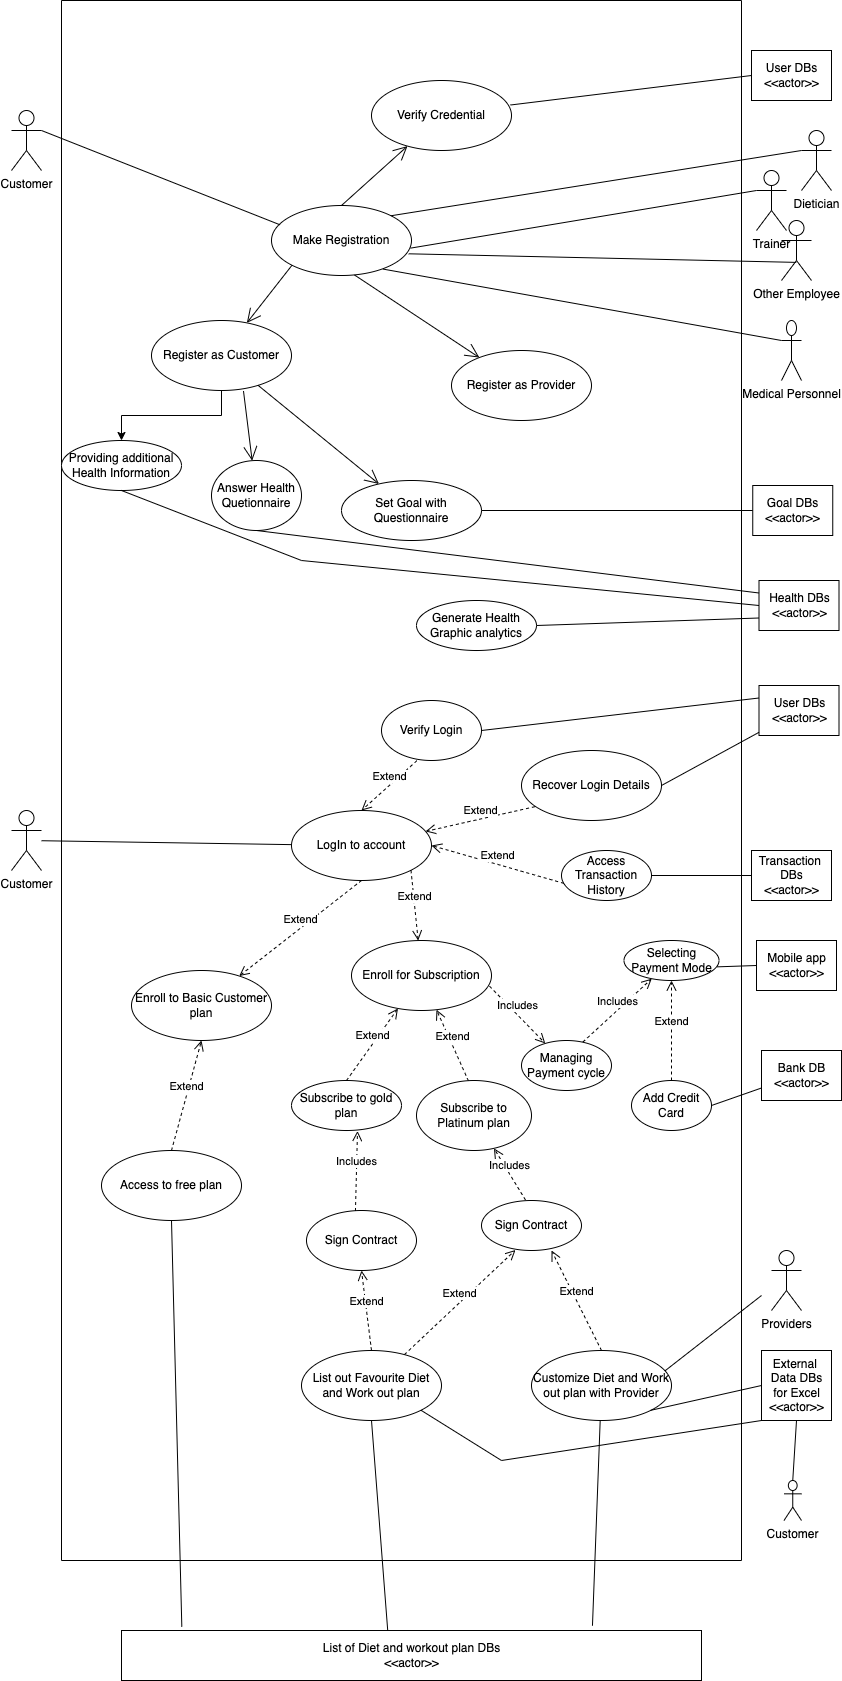 User DBs
<<actor>>
Verify Credential
Customer
Dietician
Trainer
Make Registration
Other Employee
Register as Customer
Register as Provider
Medical Personnel
Providing additional
Health Information
Answer Health
Quetionnaire
Set Goal with
Questionnaire
Goal DBs
<<actor>>
Health DBs
<<actor>>
Generate Health
Graphic analytics
User DBs
<<actor>>
Verify Login
Extend
Recover Login Details
Extend
LogIn to account
Customer
Extend
Access
Transaction
History
Transaction
DBs
<<actor>>
Extend
Extend
Selecting
Payment Mode
Mobile app
<<actor>>
Enroll for Subscription
Enroll to Basic Customer
plan
Includes
Includes
Extend
Extend
Extend
Managing
Payment cycle
Bank DB
<<actor>>
Extend
Subscribe to gold
plan
Subscribe to
Platinum plan
Add Credit
Card
Includes
Includes
Access to free plan
Sign Contract
Sign Contract
Extend
Extend
Extend
Providers
List out Favourite Diet
and Work out plan
Customize Diet and Work
out plan with Provider
External
Data DBs
for Excel
<<actor>>
Customer
List of Diet and workout plan DBs
<<actor>>